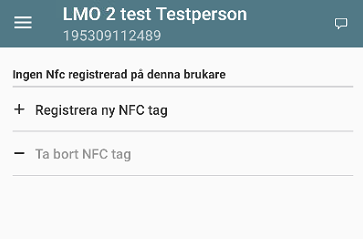 LMO 2 test Testperson
195309112489
Ingen Nfc registrerad på denna brukare
+ Registrera ny NFC tag
− Ta bort NFC tag